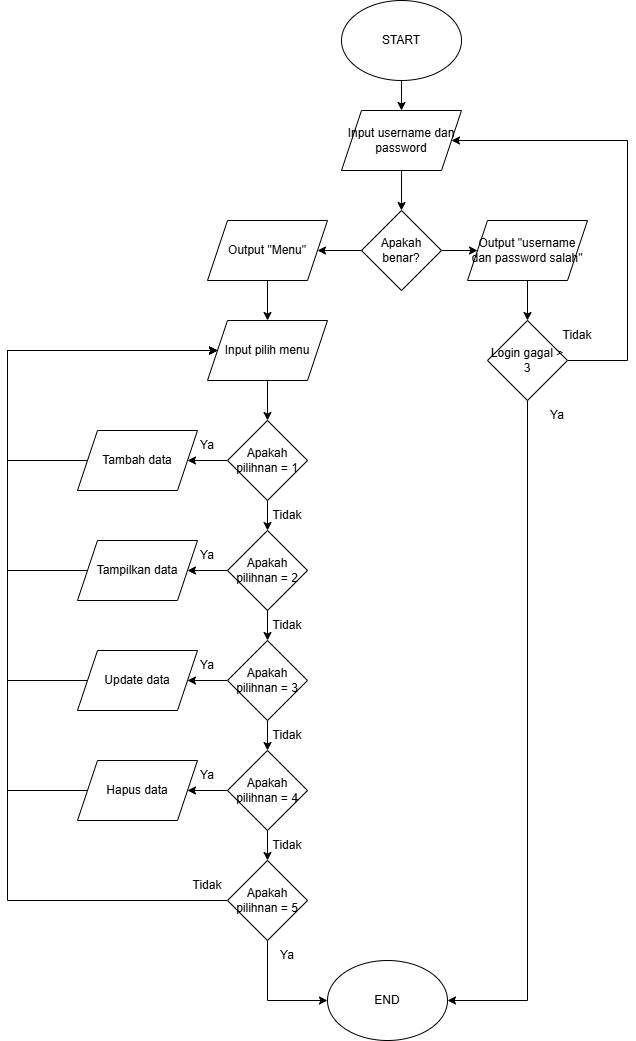 START
Input username dan
password
Apakah
benar?
Output "Menu"
Output "username
dan password salah"
Input pilih menu
Login gagal >
3
Tidak
Ya
Apakah
pilihnan = 1
Ya
Tambah data
Tidak
Apakah
pilihnan = 2
Ya
Tampilkan data
Tidak
Apakah
pilihnan = 3
Ya
Update data
Tidak
Apakah
pilihnan = 4
Ya
Hapus data
Tidak
Apakah
pilihnan = 5
Tidak
Ya
END